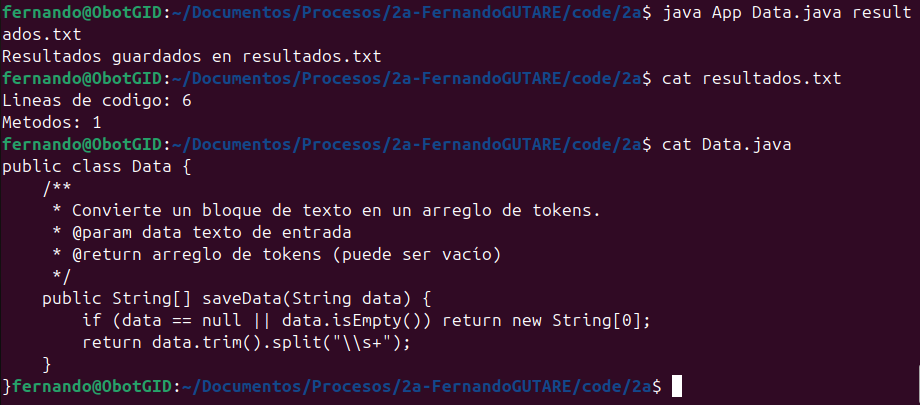 fernando@ObotGID:~/Documentos/Procesos/2a-FernandoGUTARE/code/2a$ java App Data.java result
ados.txt
Resultados guardados en resultados.txt
fernando@ObotGID:~/Documentos/Procesos/2a-FernandoGUTARE/code/2a$ cat resultados.txt
Lineas de codigo: 6
Metodos: 1
fernando@ObotGID:~/Documentos/Procesos/2a-FernandoGUTARE/code/2a$ cat Data.java
public class Data {
    /**
     * Convierte un bloque de texto en un arreglo de tokens.
     * @param data texto de entrada
     * @return arreglo de tokens (puede ser vacío)
     */
    public String[] saveData(String data) {
        if (data == null || data.isEmpty()) return new String[0];
        return data.trim().split("\\s+");
    }
}fernando@ObotGID:~/Documentos/Procesos/2a-FernandoGUTARE/code/2a$